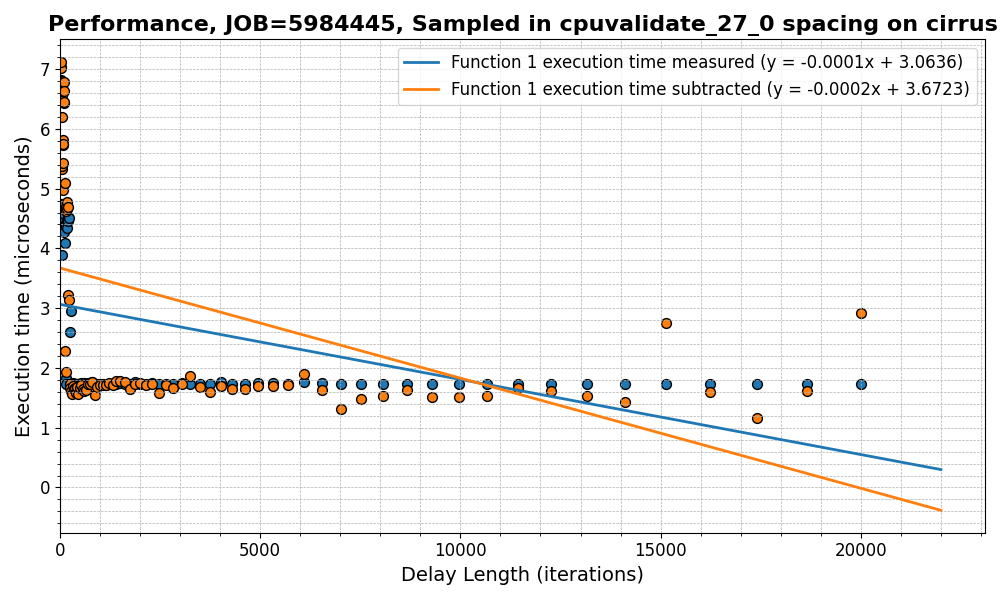 Performance, JOB=5984445, Sampled in cpuvalidate_27_0 spacing on cirrus
Function 1 execution time measured (y = -0.0001x + 3.0636)
Function 1 execution time subtracted (y = -0.0002x + 3.6723)
Execution time (microseconds)
7
6
5
4
3
2
1
0
0 5000 10000 15000 20000
Delay Length (iterations)